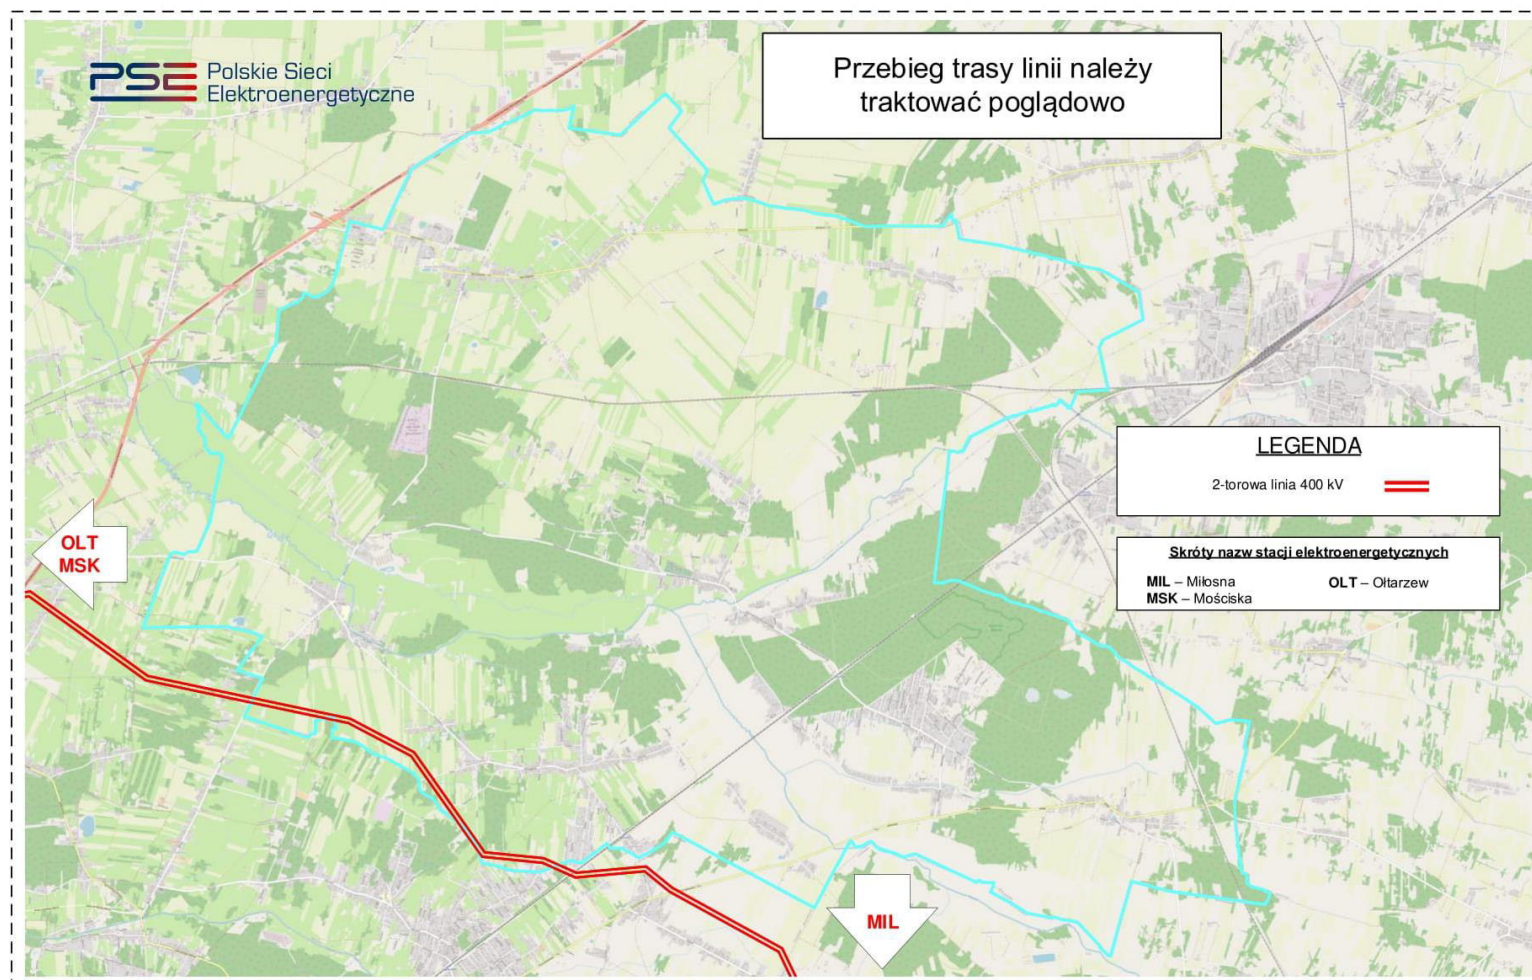 PSE Polskie Sieci
Elektroenergetyczne
Przebieg trasy linii należy
traktować poglądowo
LEGENDA
2-torowa linia 400 kV
Skróty nazw stacji elektroenergetycznych
MIL – Miłosna
OLT – Ołtarzew
MSK – Mościska
OLT
MSK
MIL